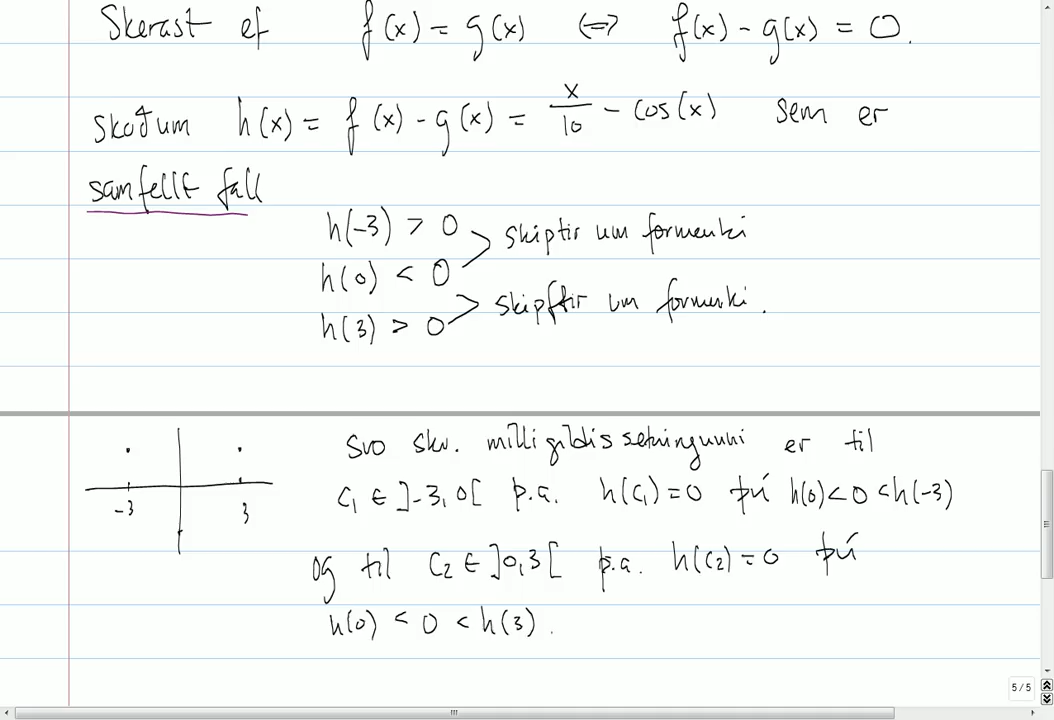 Skerast ef f(x) = g(x) ⟺ f(x) - g(x) = 0.
skoðum h(x) = f(x) - g(x) = x/10 - cos(x) sem er
samfellt fall
h(-3) > 0
skiptir um formerki
h(0) < 0
skipftir um formerki.
h(3) > 0
svo skv. milligildissetningunni er til
-3 3
c₁ ∈ ]-3,0[ þ.a. h(c₁) = 0 því h(0) < 0 < h(-3)
og til c₂ ∈ ]0,3[ þ.a. h(c₂) = 0 því
h(0) < 0 < h(3).
5/5